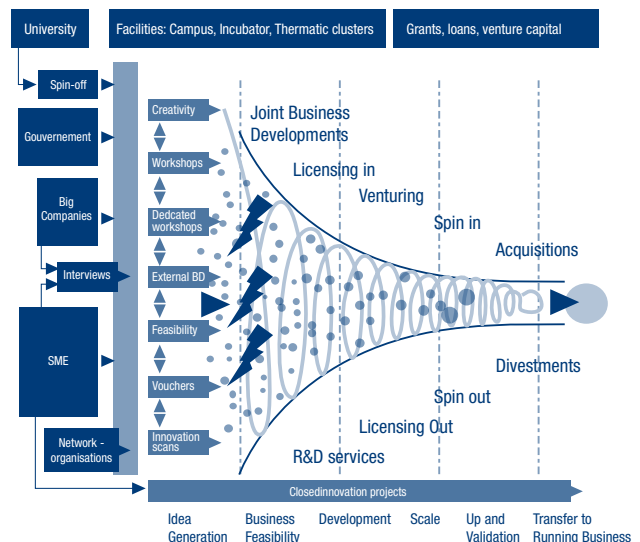 University
Facilities: Campus, Incubator, Thematic clusters
Grants, loans, venture capital
Spin-off
Gouvernement
Big
Companies
Interviews
SME
Network -
organisations
Creativity
Workshops
Dedcated
workshops
External BD
Feasibility
Vouchers
Innovation
scans
Joint Business
Developments
Licensing in
Venturing
Spin in
Acquisitions
Divestments
Spin out
Licensing Out
R&D services
Closedinnovation projects
Idea
Generation
Business
Feasibility
Development
Scale
Up and
Validation
Transfer to
Running Business